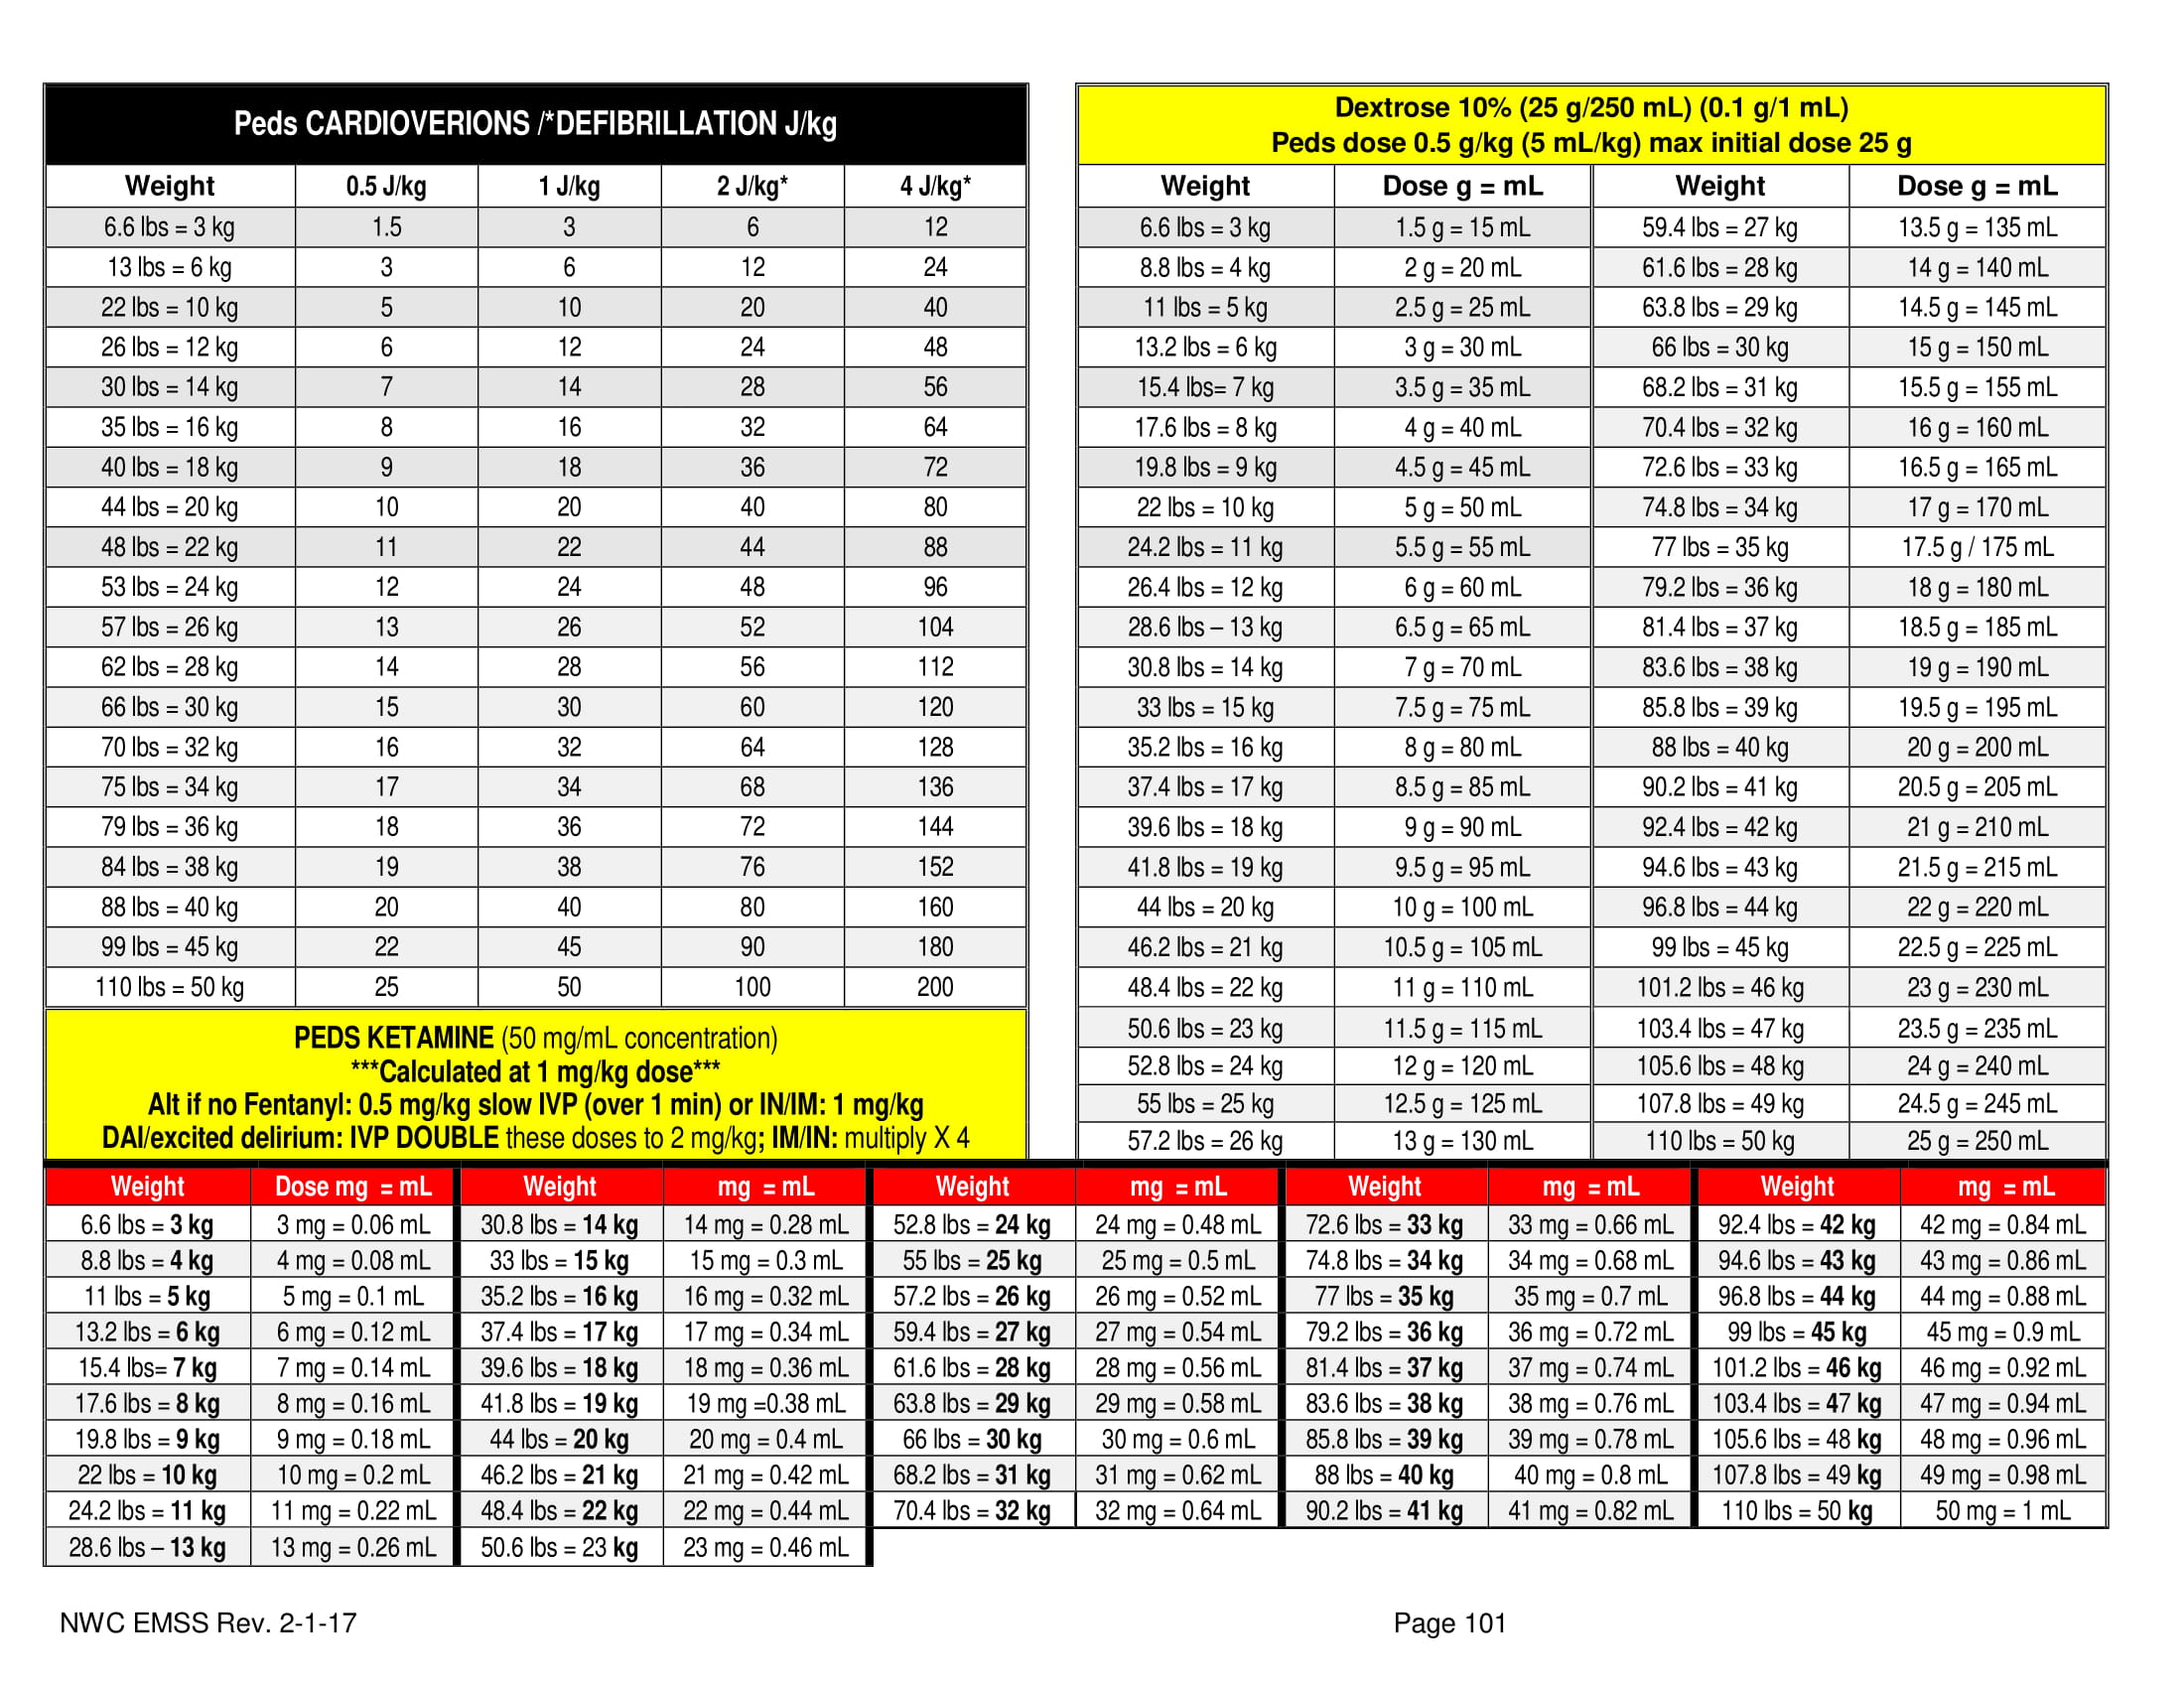 Peds CARDIOVERIONS /*DEFIBRILLATION J/kg
Weight 0.5 J/kg 1 J/kg 2 J/kg* 4 J/kg*
6.6 lbs = 3 kg 1.5 3 6 12
13 lbs = 6 kg 3 6 12 24
22 lbs = 10 kg 5 10 20 40
26 lbs = 12 kg 6 12 24 48
30 lbs = 14 kg 7 14 28 56
35 lbs = 16 kg 8 16 32 64
40 lbs = 18 kg 9 18 36 72
44 lbs = 20 kg 10 20 40 80
48 lbs = 22 kg 11 22 44 88
53 lbs = 24 kg 12 24 48 96
57 lbs = 26 kg 13 26 52 104
62 lbs = 28 kg 14 28 56 112
66 lbs = 30 kg 15 30 60 120
70 lbs = 32 kg 16 32 64 128
75 lbs = 34 kg 17 34 68 136
79 lbs = 36 kg 18 36 72 144
84 lbs = 38 kg 19 38 76 152
88 lbs = 40 kg 20 40 80 160
99 lbs = 45 kg 22 45 90 180
110 lbs = 50 kg 25 50 100 200
Dextrose 10% (25 g/250 mL) (0.1 g/1 mL)
Peds dose 0.5 g/kg (5 mL/kg) max initial dose 25 g
Weight Dose g = mL Weight Dose g = mL
6.6 lbs = 3 kg 1.5 g = 15 mL 59.4 lbs = 27 kg 13.5 g = 135 mL
8.8 lbs = 4 kg 2 g = 20 mL 61.6 lbs = 28 kg 14 g = 140 mL
11 lbs = 5 kg 2.5 g = 25 mL 63.8 lbs = 29 kg 14.5 g = 145 mL
13.2 lbs = 6 kg 3 g = 30 mL 66 lbs = 30 kg 15 g = 150 mL
15.4 lbs= 7 kg 3.5 g = 35 mL 68.2 lbs = 31 kg 15.5 g = 155 mL
17.6 lbs = 8 kg 4 g = 40 mL 70.4 lbs = 32 kg 16 g = 160 mL
19.8 lbs = 9 kg 4.5 g = 45 mL 72.6 lbs = 33 kg 16.5 g = 165 mL
22 lbs = 10 kg 5 g = 50 mL 74.8 lbs = 34 kg 17 g = 170 mL
24.2 lbs = 11 kg 5.5 g = 55 mL 77 lbs = 35 kg 17.5 g / 175 mL
26.4 lbs = 12 kg 6 g = 60 mL 79.2 lbs = 36 kg 18 g = 180 mL
28.6 lbs – 13 kg 6.5 g = 65 mL 81.4 lbs = 37 kg 18.5 g = 185 mL
30.8 lbs = 14 kg 7 g = 70 mL 83.6 lbs = 38 kg 19 g = 190 mL
33 lbs = 15 kg 7.5 g = 75 mL 85.8 lbs = 39 kg 19.5 g = 195 mL
35.2 lbs = 16 kg 8 g = 80 mL 88 lbs = 40 kg 20 g = 200 mL
37.4 lbs = 17 kg 8.5 g = 85 mL 90.2 lbs = 41 kg 20.5 g = 205 mL
39.6 lbs = 18 kg 9 g = 90 mL 92.4 lbs = 42 kg 21 g = 210 mL
41.8 lbs = 19 kg 9.5 g = 95 mL 94.6 lbs = 43 kg 21.5 g = 215 mL
44 lbs = 20 kg 10 g = 100 mL 96.8 lbs = 44 kg 22 g = 220 mL
46.2 lbs = 21 kg 10.5 g = 105 mL 99 lbs = 45 kg 22.5 g = 225 mL
48.4 lbs = 22 kg 11 g = 110 mL 101.2 lbs = 46 kg 23 g = 230 mL
50.6 lbs = 23 kg 11.5 g = 115 mL 103.4 lbs = 47 kg 23.5 g = 235 mL
52.8 lbs = 24 kg 12 g = 120 mL 105.6 lbs = 48 kg 24 g = 240 mL
55 lbs = 25 kg 12.5 g = 125 mL 107.8 lbs = 49 kg 24.5 g = 245 mL
57.2 lbs = 26 kg 13 g = 130 mL 110 lbs = 50 kg 25 g = 250 mL
PEDS KETAMINE (50 mg/mL concentration)
***Calculated at 1 mg/kg dose***
Alt if no Fentanyl: 0.5 mg/kg slow IVP (over 1 min) or IN/IM: 1 mg/kg
DAI/excited delirium: IVP DOUBLE these doses to 2 mg/kg; IM/IN: multiply X 4
Weight Dose mg = mL Weight mg = mL Weight mg = mL Weight mg = mL Weight mg = mL
6.6 lbs = 3 kg 3 mg = 0.06 mL 30.8 lbs = 14 kg 14 mg = 0.28 mL 52.8 lbs = 24 kg 24 mg = 0.48 mL 72.6 lbs = 33 kg 33 mg = 0.66 mL 92.4 lbs = 42 kg 42 mg = 0.84 mL
8.8 lbs = 4 kg 4 mg = 0.08 mL 33 lbs = 15 kg 15 mg = 0.3 mL 55 lbs = 25 kg 25 mg = 0.5 mL 74.8 lbs = 34 kg 34 mg = 0.68 mL 94.6 lbs = 43 kg 43 mg = 0.86 mL
11 lbs = 5 kg 5 mg = 0.1 mL 35.2 lbs = 16 kg 16 mg = 0.32 mL 57.2 lbs = 26 kg 26 mg = 0.52 mL 77 lbs = 35 kg 35 mg = 0.7 mL 96.8 lbs = 44 kg 44 mg = 0.88 mL
13.2 lbs = 6 kg 6 mg = 0.12 mL 37.4 lbs = 17 kg 17 mg = 0.34 mL 59.4 lbs = 27 kg 27 mg = 0.54 mL 79.2 lbs = 36 kg 36 mg = 0.72 mL 99 lbs = 45 kg 45 mg = 0.9 mL
15.4 lbs= 7 kg 7 mg = 0.14 mL 39.6 lbs = 18 kg 18 mg = 0.36 mL 61.6 lbs = 28 kg 28 mg = 0.56 mL 81.4 lbs = 37 kg 37 mg = 0.74 mL 101.2 lbs = 46 kg 46 mg = 0.92 mL
17.6 lbs = 8 kg 8 mg = 0.16 mL 41.8 lbs = 19 kg 19 mg =0.38 mL 63.8 lbs = 29 kg 29 mg = 0.58 mL 83.6 lbs = 38 kg 38 mg = 0.76 mL 103.4 lbs = 47 kg 47 mg = 0.94 mL
19.8 lbs = 9 kg 9 mg = 0.18 mL 44 lbs = 20 kg 20 mg = 0.4 mL 66 lbs = 30 kg 30 mg = 0.6 mL 85.8 lbs = 39 kg 39 mg = 0.78 mL 105.6 lbs = 48 kg 48 mg = 0.96 mL
22 lbs = 10 kg 10 mg = 0.2 mL 46.2 lbs = 21 kg 21 mg = 0.42 mL 68.2 lbs = 31 kg 31 mg = 0.62 mL 88 lbs = 40 kg 40 mg = 0.8 mL 107.8 lbs = 49 kg 49 mg = 0.98 mL
24.2 lbs = 11 kg 11 mg = 0.22 mL 48.4 lbs = 22 kg 22 mg = 0.44 mL 70.4 lbs = 32 kg 32 mg = 0.64 mL 90.2 lbs = 41 kg 41 mg = 0.82 mL 110 lbs = 50 kg 50 mg = 1 mL
28.6 lbs – 13 kg 13 mg = 0.26 mL 50.6 lbs = 23 kg 23 mg = 0.46 mL
NWC EMSS Rev. 2-1-17 Page 101